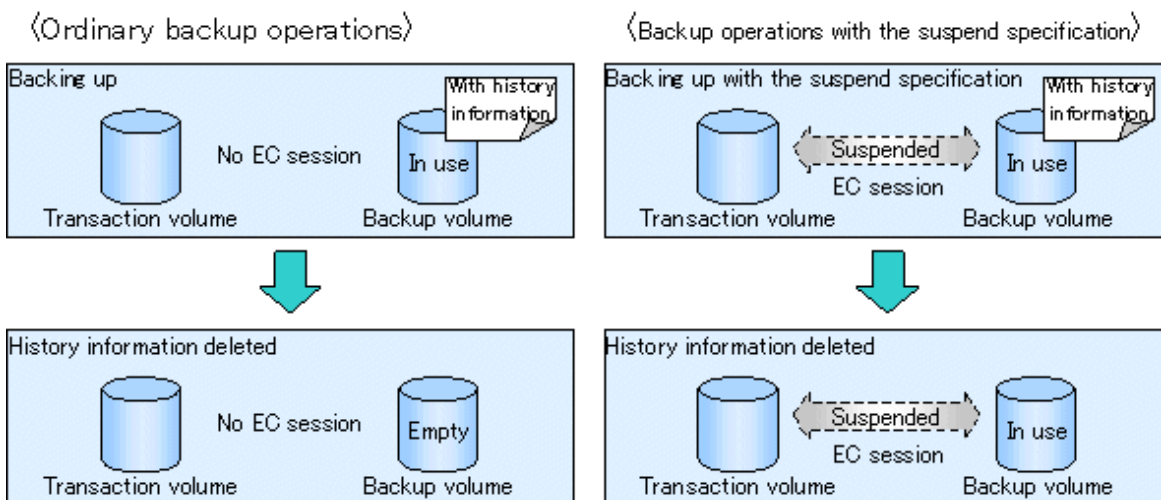 〈Ordinary backup operations〉
Backing up
With history
information
No EC session
In use
Transaction volume
Backup volume
History information deleted
No EC session
Empty
Transaction volume
Backup volume
〈Backup operations with the suspend specification〉
Backing up with the suspend specification
With history
information
Suspended
EC session
In use
Transaction volume
Backup volume
History information deleted
Suspended
EC session
In use
Transaction volume
Backup volume